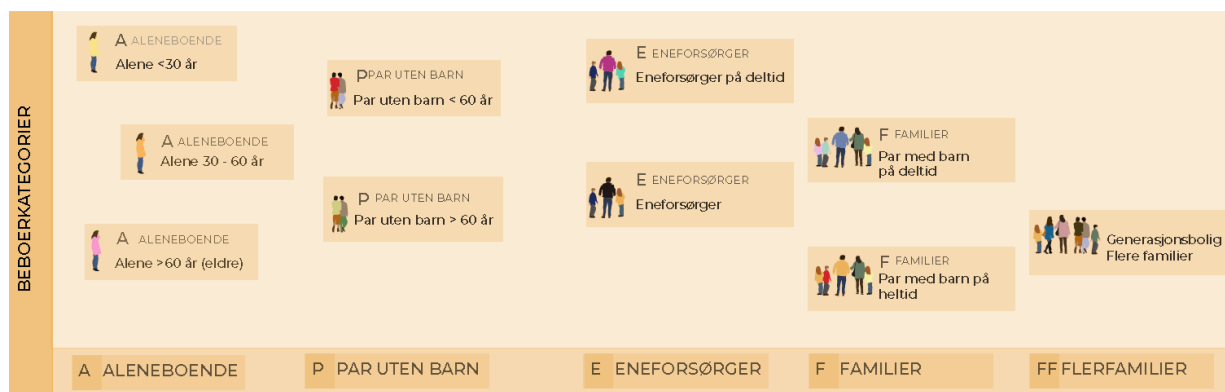 BEBOERKATEGORIER
A ALENEBOENDE
Alene <30 år
A ALENEBOENDE
Alene 30 - 60 år
A ALENEBOENDE
Alene >60 år (eldre)
P PAR UTEN BARN
Par uten barn < 60 år
P PAR UTEN BARN
Par uten barn > 60 år
E ENEFORSØRGER
Eneforsørger på deltid
E ENEFORSØRGER
Eneforsørger
F FAMILIER
Par med barn
på deltid
F FAMILIER
Par med barn på
heltid
Generasjonsbolig
Flere familier
A ALENEBOENDE
P PAR UTEN BARN
E ENEFORSØRGER
F FAMILIER
FF FLERFAMILIER